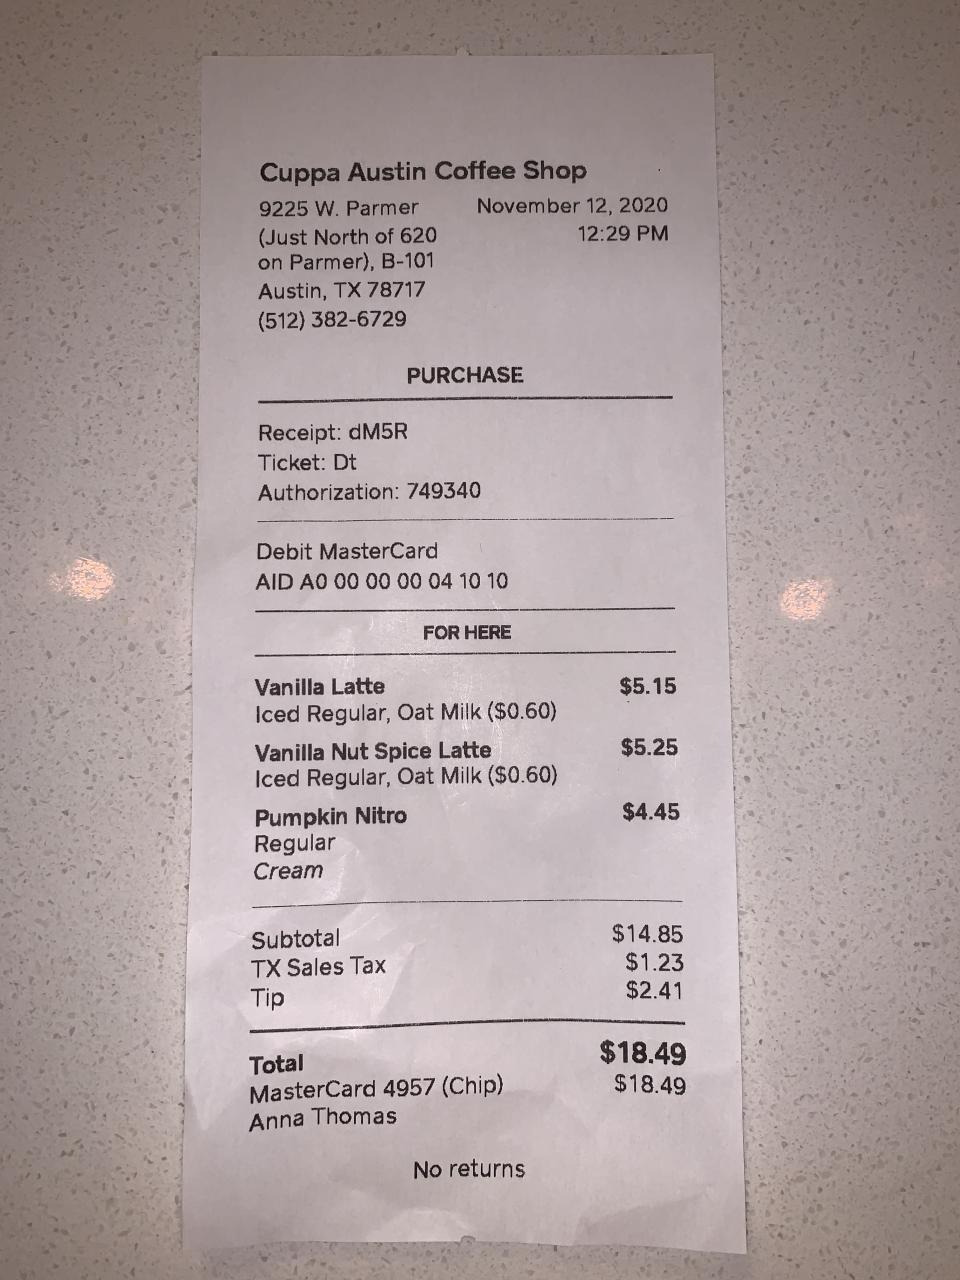 Cuppa Austin Coffee Shop
9225 W. Parmer November 12, 2020
(Just North of 620 12:29 PM
on Parmer), B-101
Austin, TX 78717
(512) 382-6729
PURCHASE
Receipt: dM5R
Ticket: Dt
Authorization: 749340
Debit MasterCard
AID A0 00 00 00 04 10 10
FOR HERE
Vanilla Latte $5.15
Iced Regular, Oat Milk ($0.60)
Vanilla Nut Spice Latte $5.25
Iced Regular, Oat Milk ($0.60)
Pumpkin Nitro $4.45
Regular
Cream
Subtotal $14.85
TX Sales Tax $1.23
Tip $2.41
Total $18.49
MasterCard 4957 (Chip) $18.49
Anna Thomas
No returns